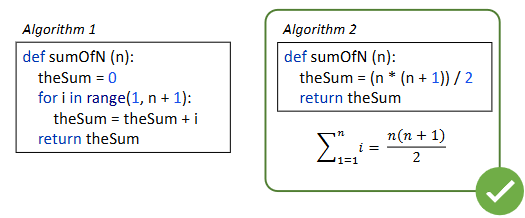 Algorithm 1
def sumOfN (n):
theSum = 0
for i in range(1, n + 1):
theSum = theSum + i
return theSum
Algorithm 2
def sumOfN (n):
theSum = (n * (n + 1)) / 2
return theSum
∑ⁿ₁₌₁ i = n(n + 1) / 2